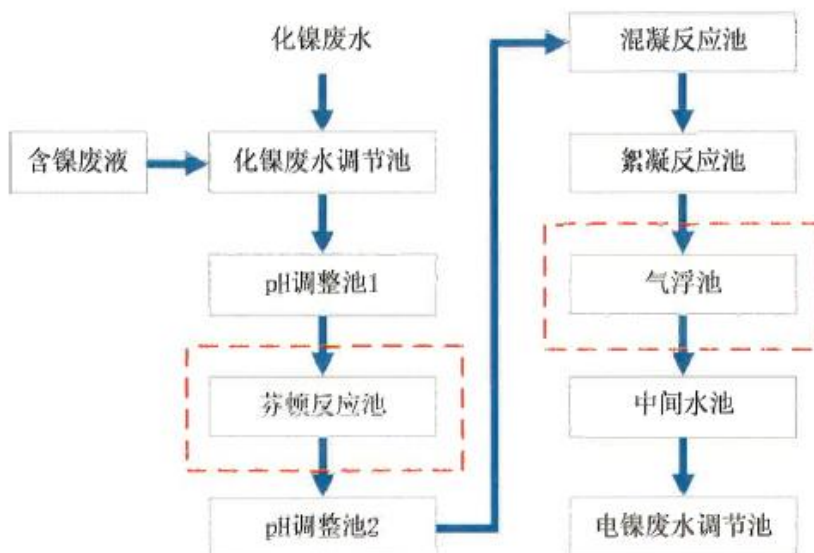 化镍废水
含镍废液
化镍废水调节池
pH调整池1
芬顿反应池
pH调整池2
混凝反应池
絮凝反应池
气浮池
中间水池
电镍废水调节池